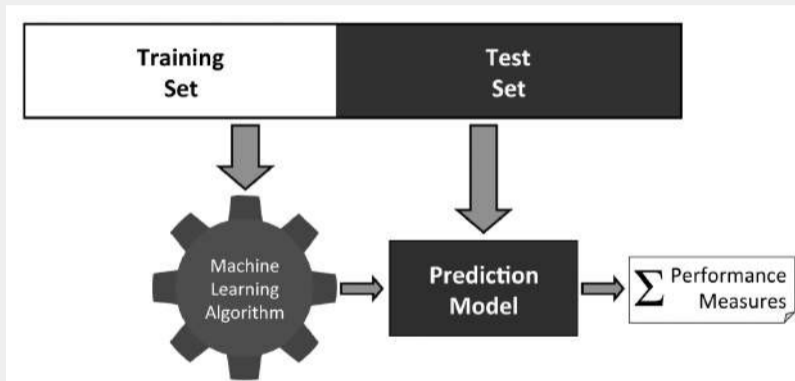 Training
Set
Test
Set
Machine
Learning
Algorithm
Prediction
Model
∑ Performance
Measures